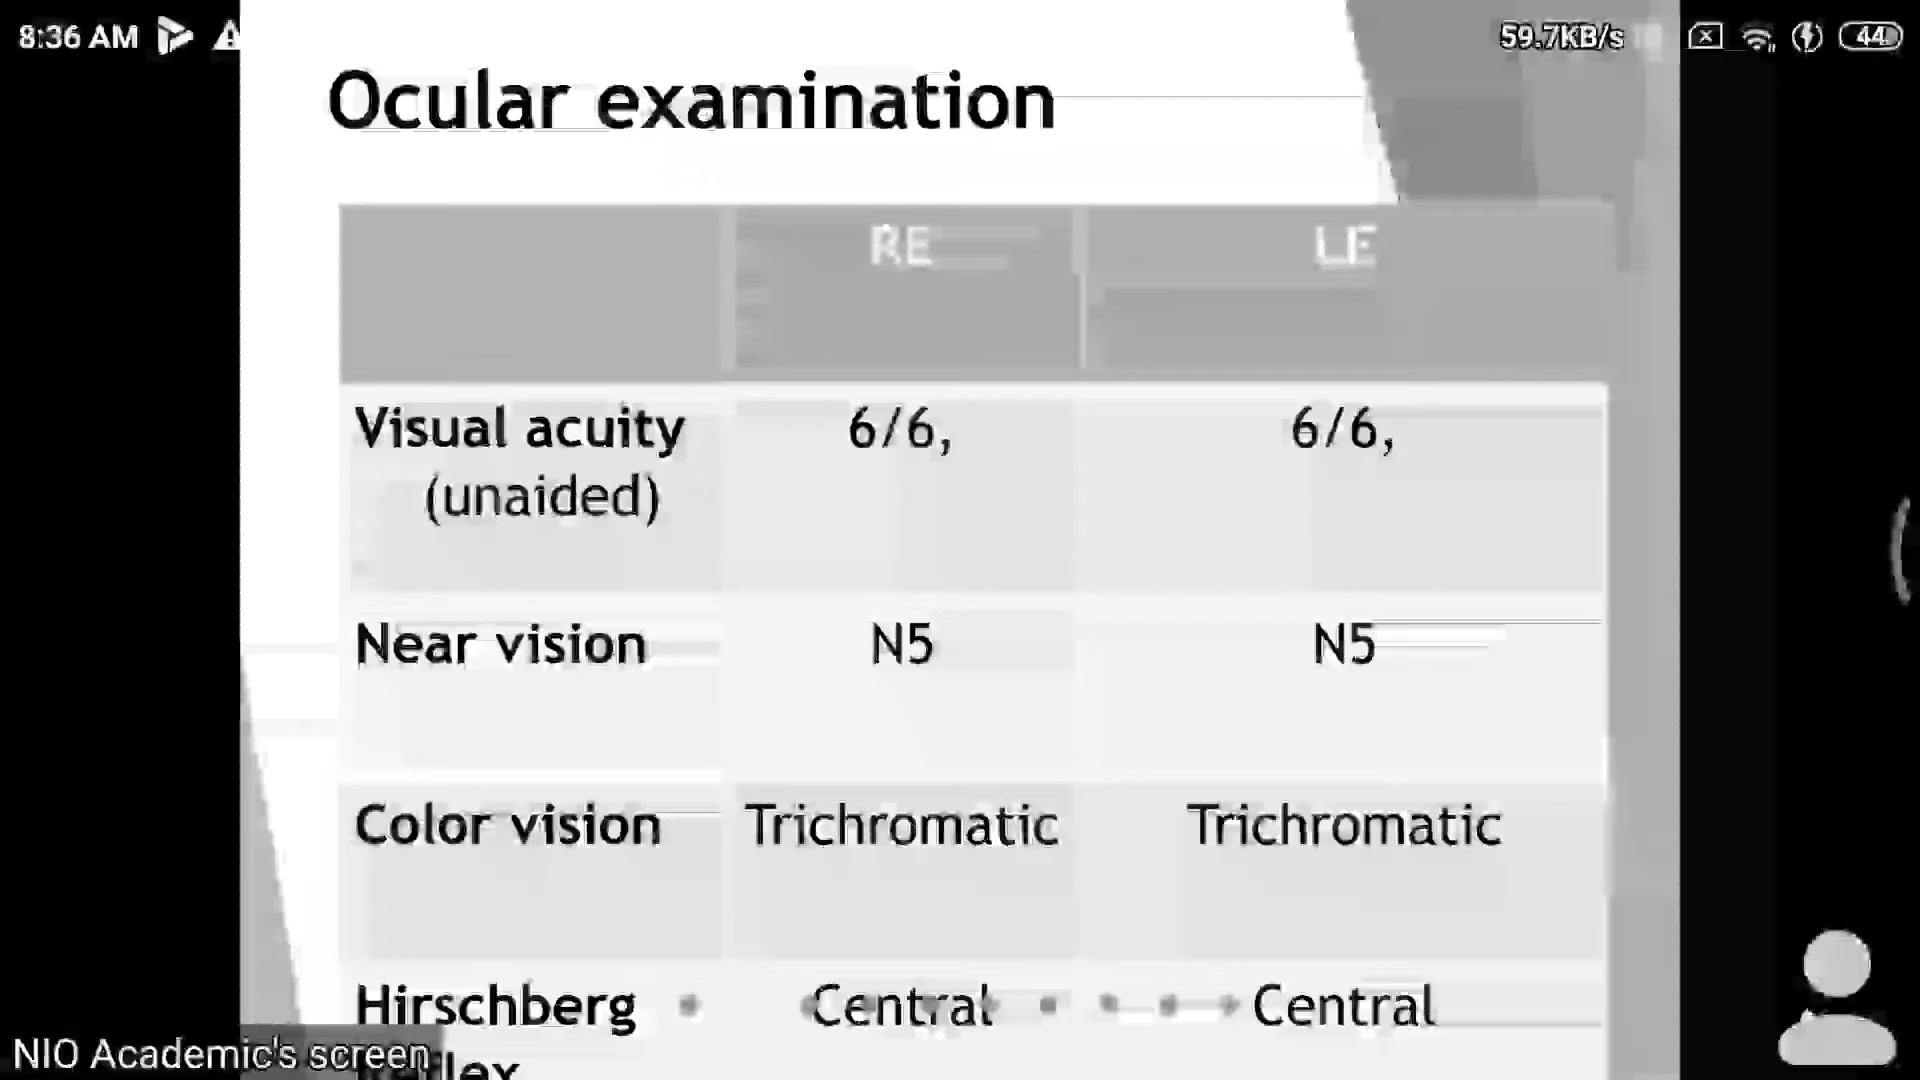 8:36 AM
59.7KB/s
44
Ocular examination
RE LE
Visual acuity 6/6, 6/6,
(unaided)
Near vision N5 N5
Color vision Trichromatic Trichromatic
Hirschberg Central Central
Reflex
NIO Academic's screen